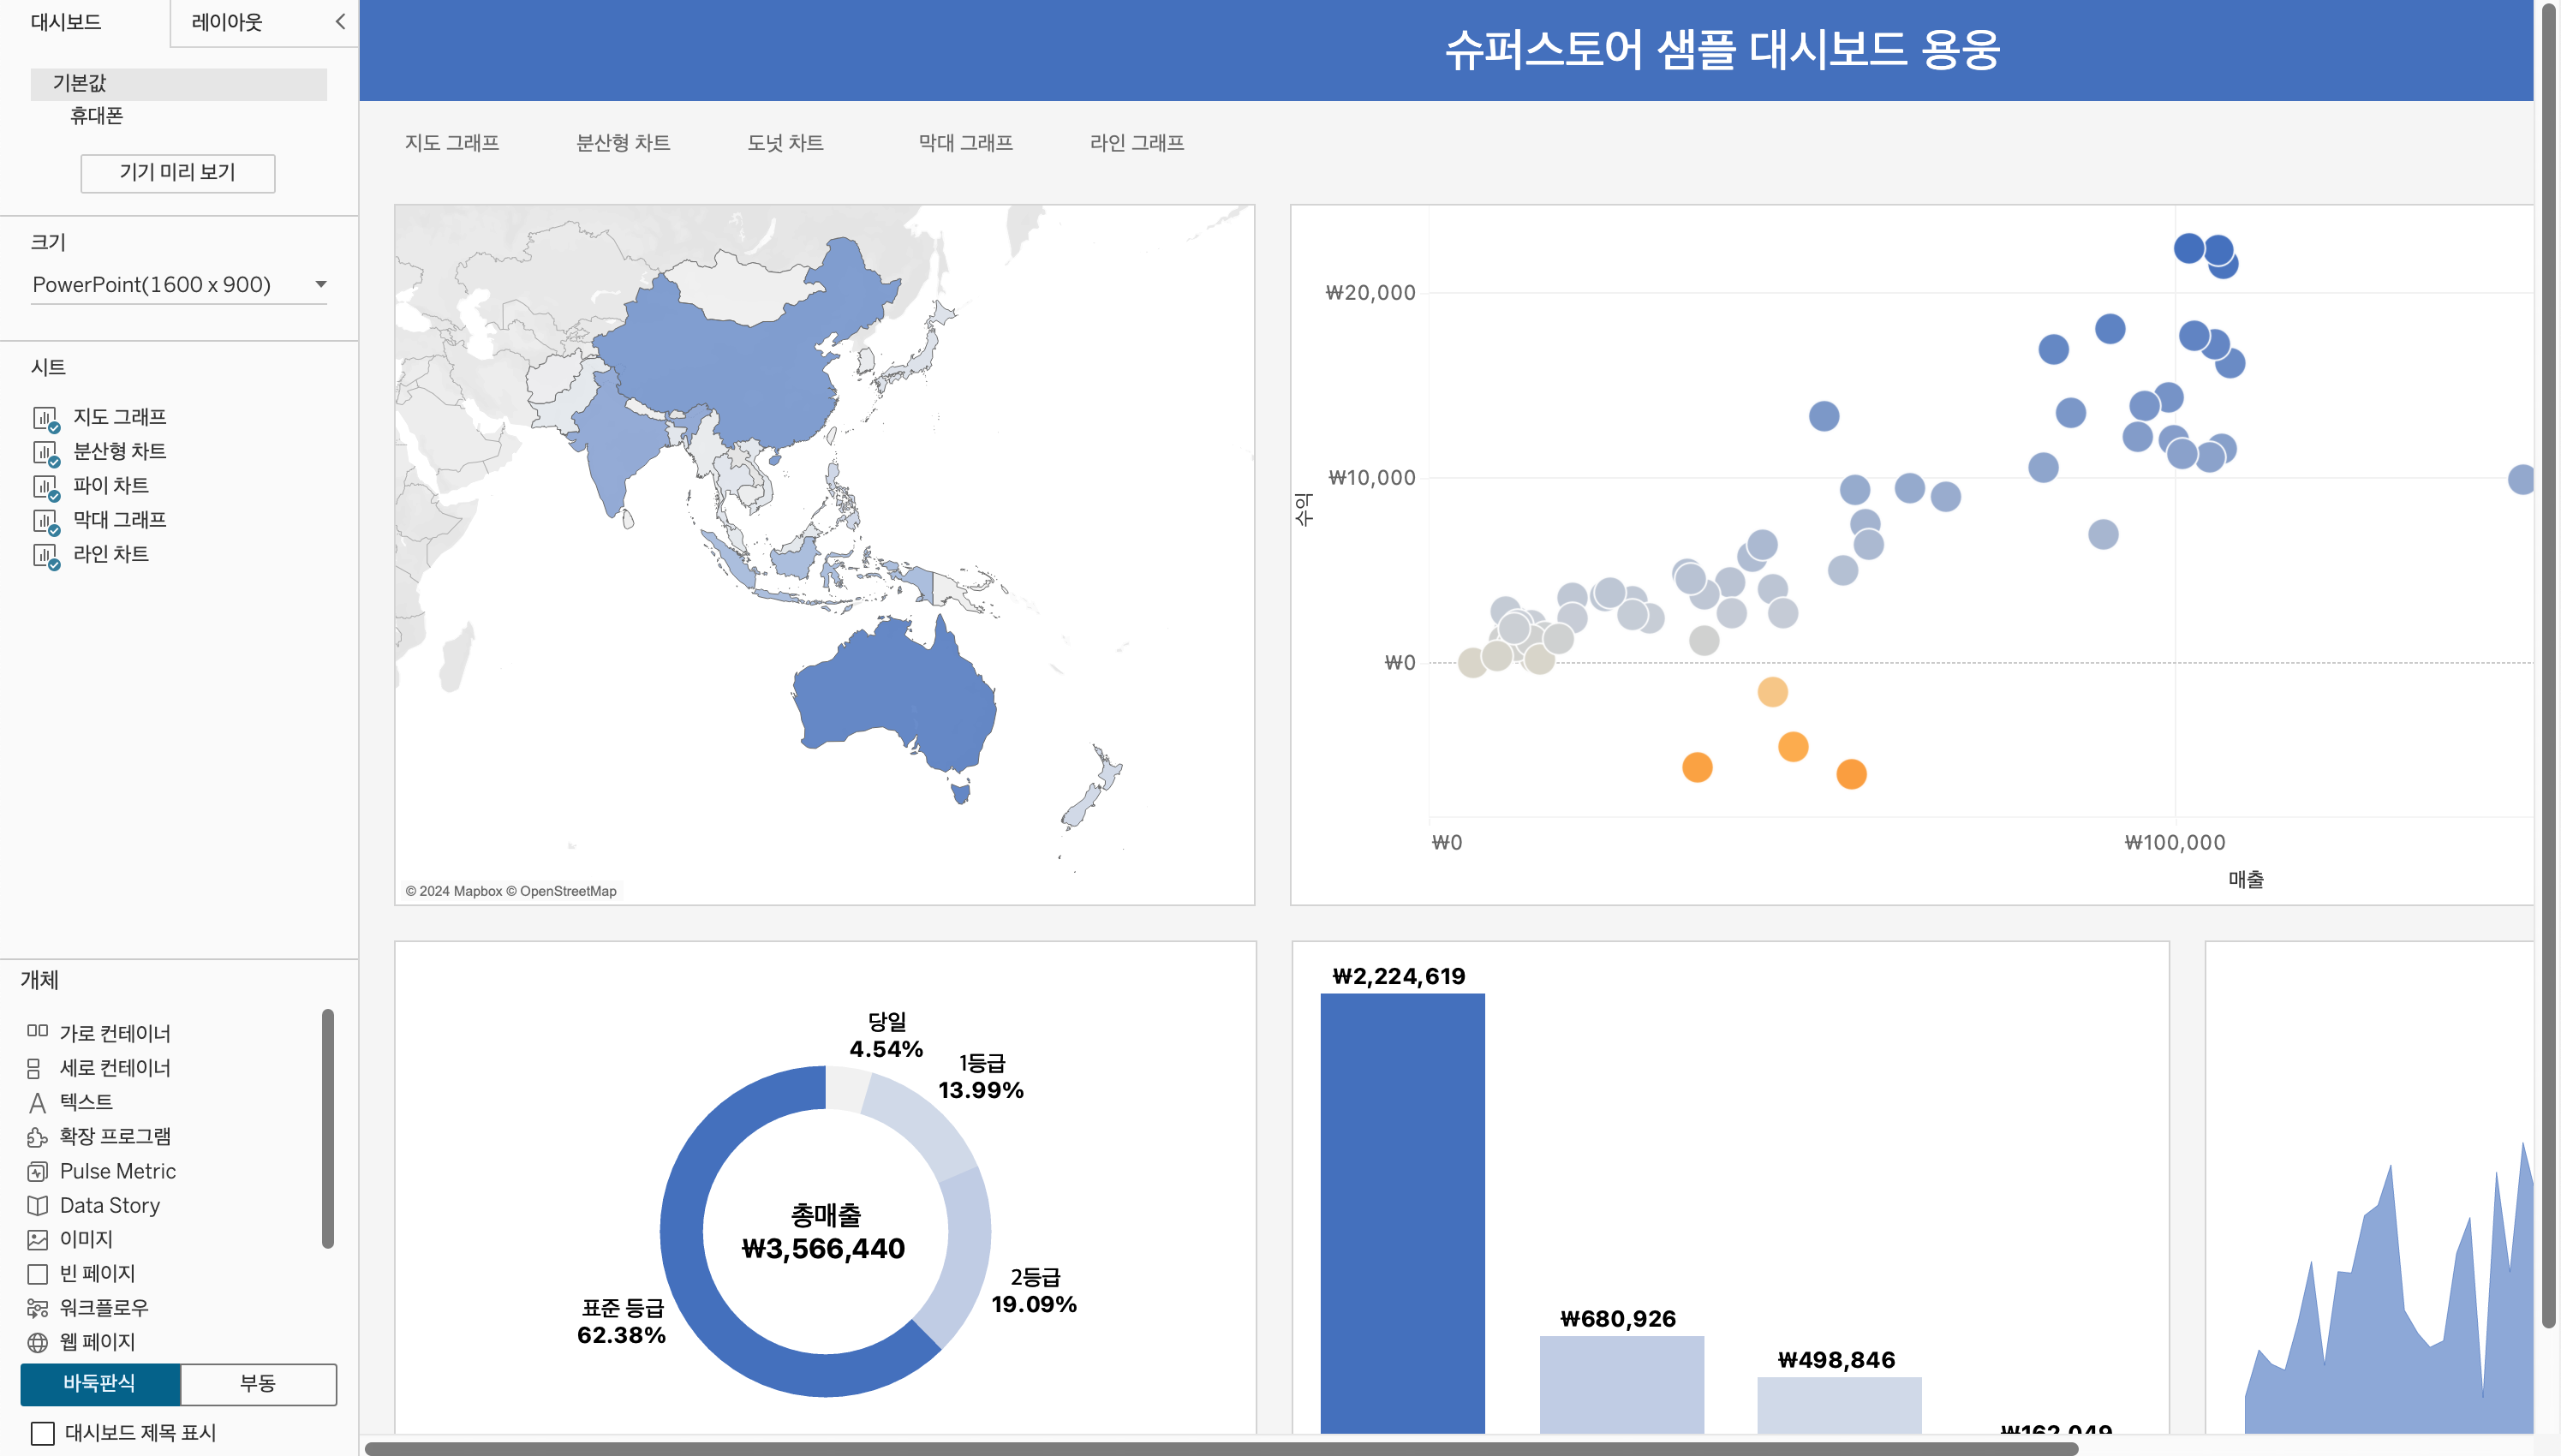 대시보드
레이아웃
기본값
휴대폰
기기 미리 보기
크기
PowerPoint(1600 x 900)
시트
지도 그래프
분산형 차트
파이 차트
막대 그래프
라인 차트
개체
가로 컨테이너
세로 컨테이너
텍스트
확장 프로그램
Pulse Metric
Data Story
이미지
빈 페이지
워크플로우
웹 페이지
바둑판식
부동
대시보드 제목 표시
슈퍼스토어 샘플 대시보드 용웅
지도 그래프
분산형 차트
도넛 차트
막대 그래프
라인 그래프
© 2024 Mapbox © OpenStreetMap
₩20,000
₩10,000
₩0
수익
₩0
₩100,000
매출
당일
4.54%
1등급
13.99%
총매출
₩3,566,440
2등급
19.09%
표준 등급
62.38%
₩2,224,619
₩680,926
₩498,846
₩162,049